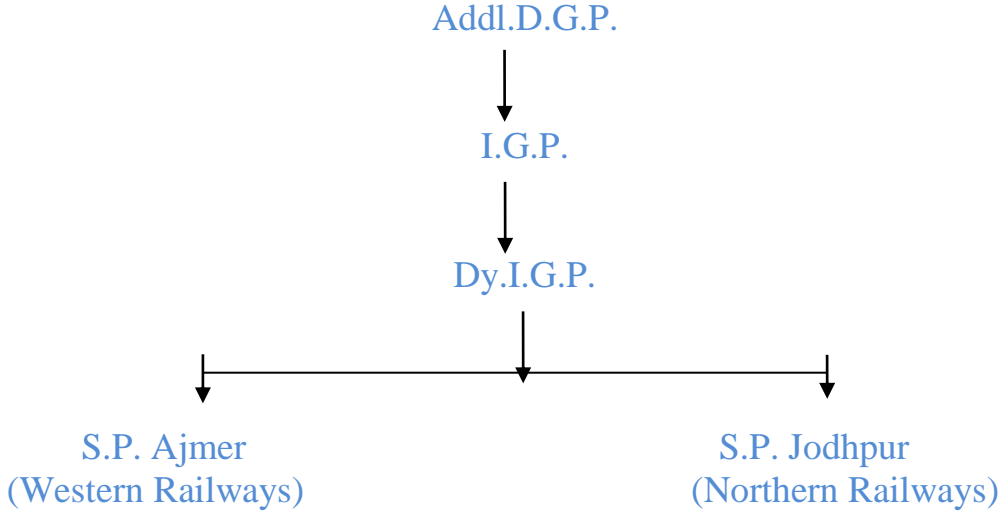 Addl.D.G.P.
I.G.P.
Dy.I.G.P.
S.P. Ajmer
(Western Railways)
S.P. Jodhpur
(Northern Railways)